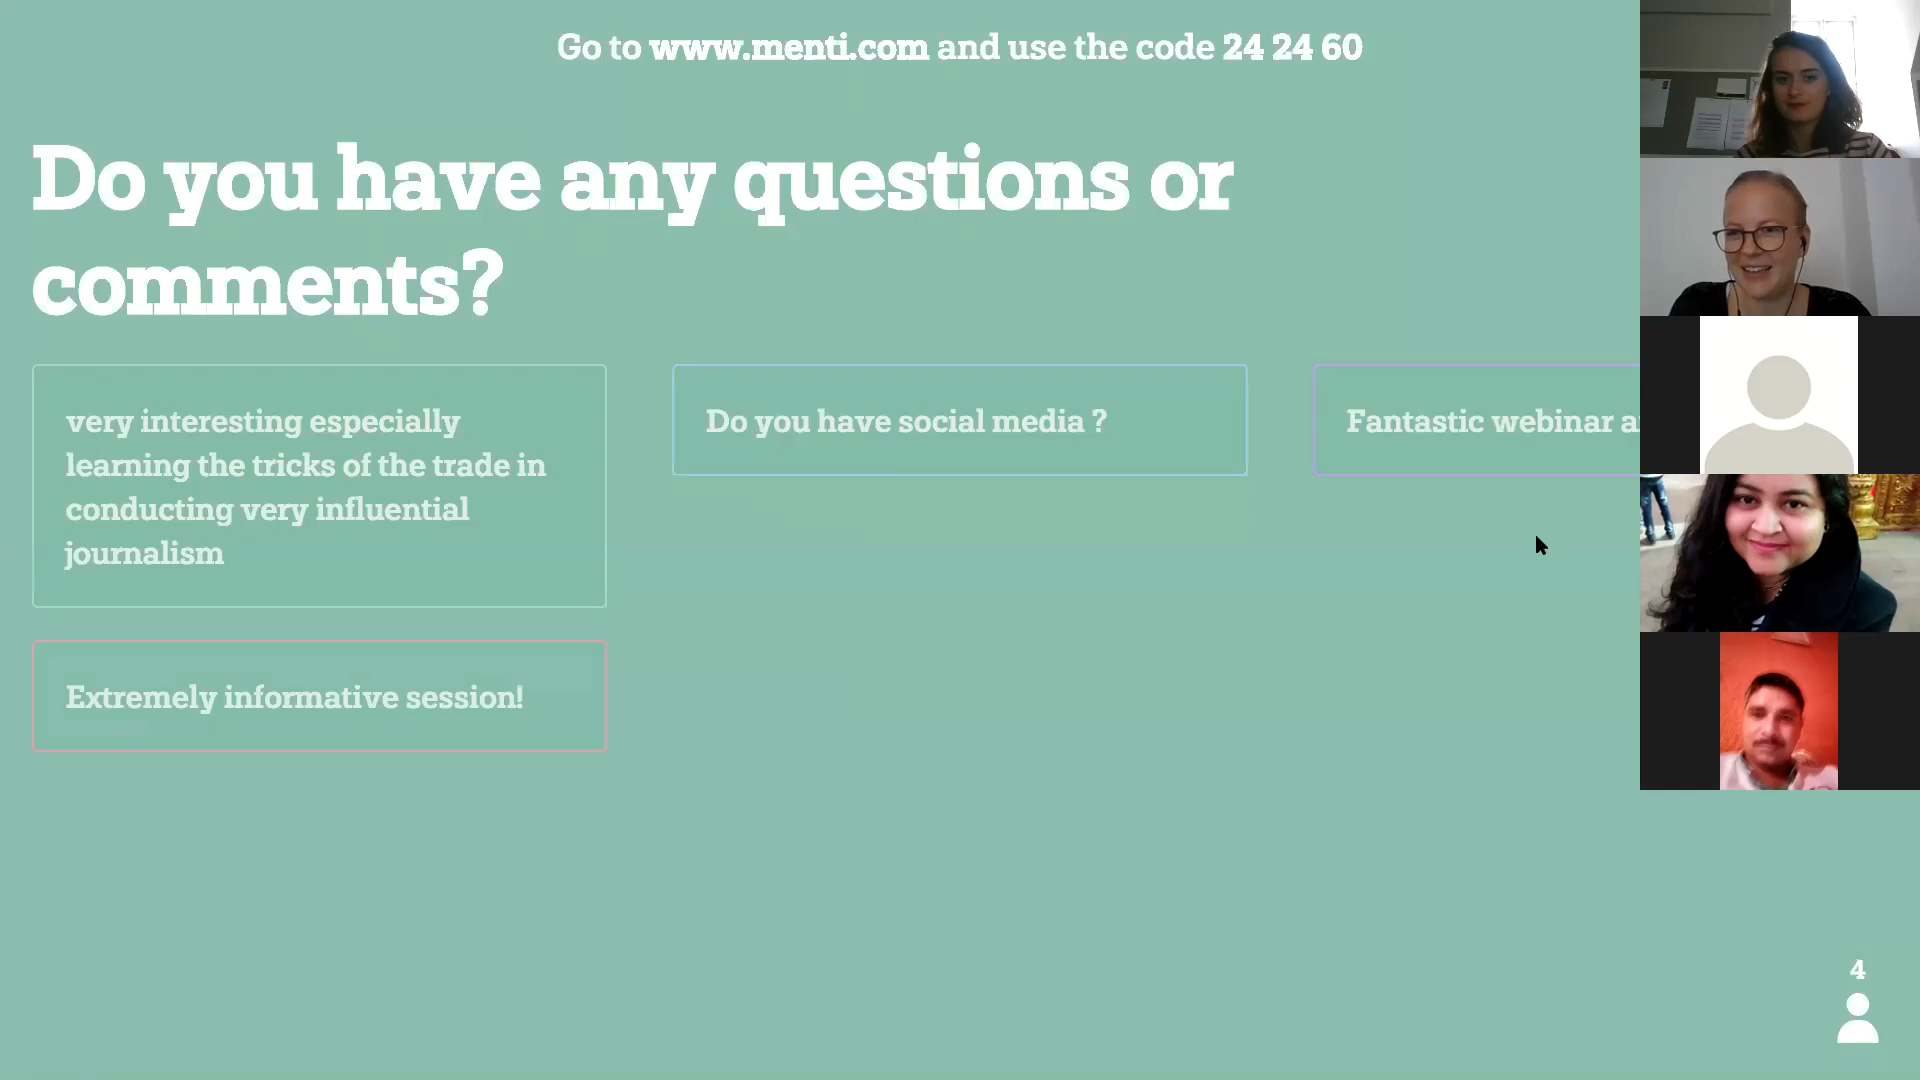 Go to www.menti.com and use the code 24 24 60
Do you have any questions or
comments?
very interesting especially
learning the tricks of the trade in
conducting very influential
journalism
Do you have social media ?
Fantastic webinar
Extremely informative session!
4